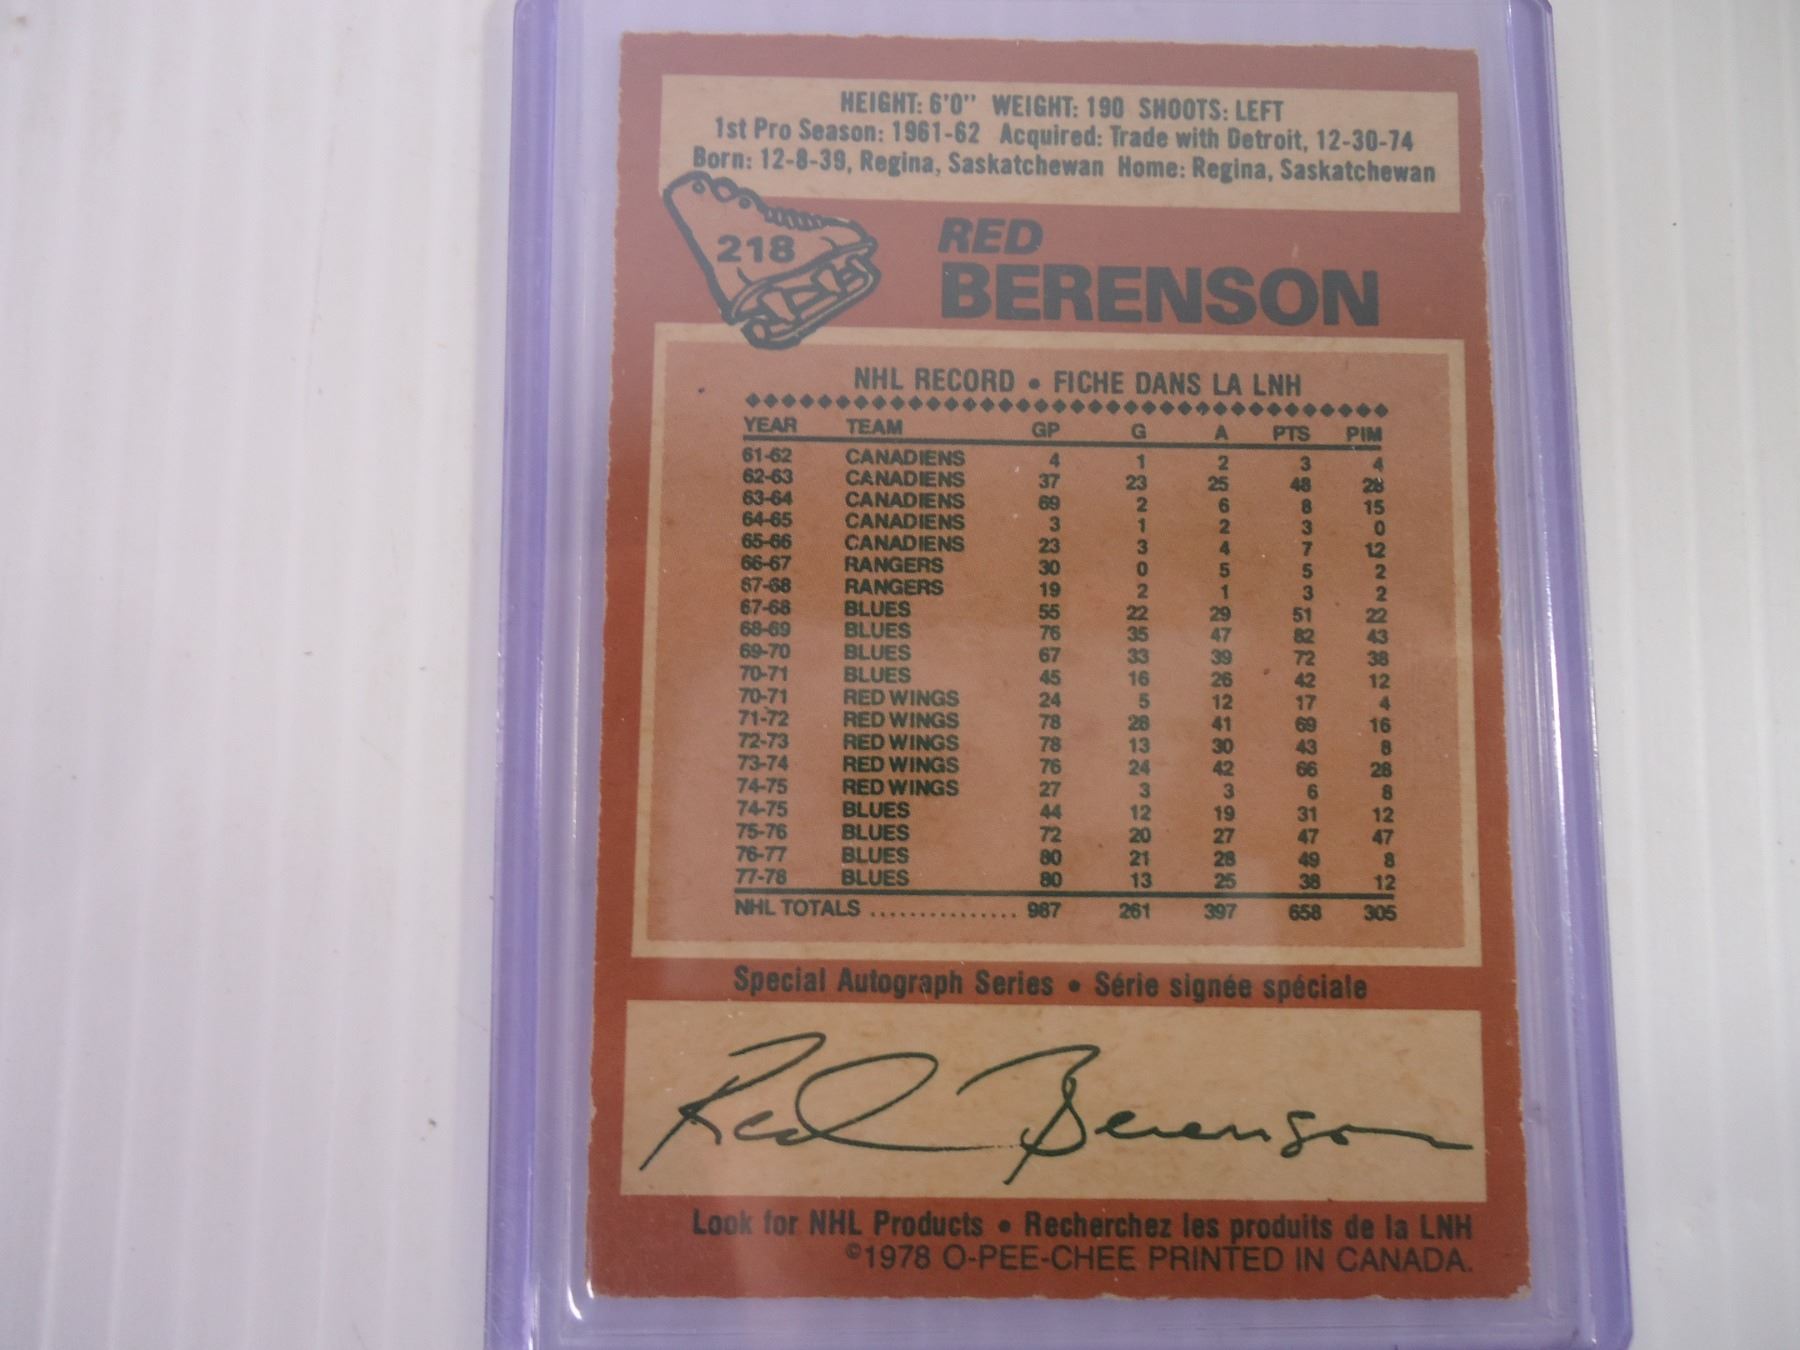 HEIGHT: 6'0" WEIGHT: 190 SHOOTS: LEFT
1st Pro Season: 1961-62 Acquired: Trade with Detroit, 12-30-74
Born: 12-8-39, Regina, Saskatchewan Home: Regina, Saskatchewan
218
RED
BERENSON
NHL RECORD • FICHE DANS LA LNH
YEAR TEAM GP G A PTS PIM
61-62 CANADIENS 4 1 2 3 4
62-63 CANADIENS 37 23 25 48 28
63-64 CANADIENS 69 2 6 8 15
64-65 CANADIENS 3 1 2 3 0
65-66 CANADIENS 23 3 4 7 12
66-67 RANGERS 30 0 5 5 2
67-68 RANGERS 19 2 1 3 2
67-68 BLUES 55 22 29 51 22
68-69 BLUES 76 35 47 82 43
69-70 BLUES 67 33 39 72 38
70-71 BLUES 45 16 26 42 12
70-71 RED WINGS 24 5 12 17 4
71-72 RED WINGS 78 28 41 69 16
72-73 RED WINGS 78 13 30 43 8
73-74 RED WINGS 76 24 42 66 28
74-75 RED WINGS 27 3 3 6 8
74-75 BLUES 44 12 19 31 12
75-76 BLUES 72 20 27 47 47
76-77 BLUES 80 21 28 49 8
77-78 BLUES 80 13 25 38 12
NHL TOTALS ............... 987 261 397 658 305
Special Autograph Series • Série signée spéciale
Red Berenson
Look for NHL Products • Recherchez les produits de la LNH
©1978 O-PEE-CHEE PRINTED IN CANADA.